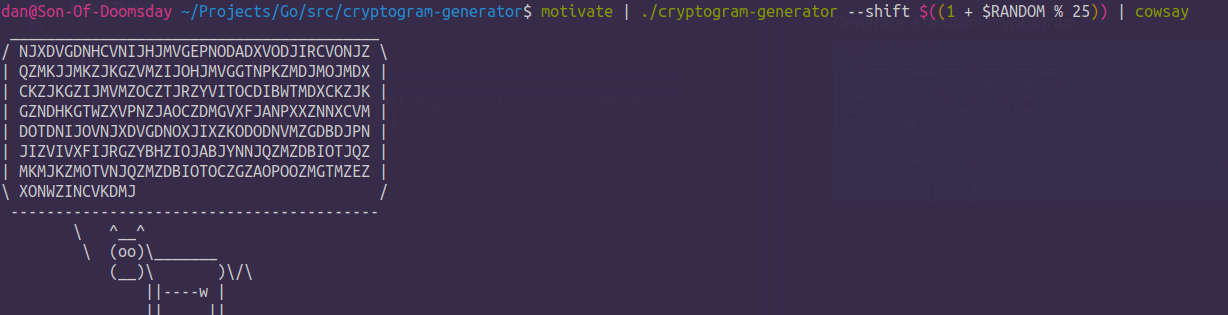 dan@Son-Of-Doomsday ~/Projects/Go/src/cryptogram-generator$ motivate | ./cryptogram-generator --shift $((1 + $RANDOM % 25)) | cowsay
 _________________________________________
/ NJXDVGDNHCVNIJHJMVGEPNODADXVODJIRCVONJZ \
| QZMKJJMKZJKGZVMZIJOHJMVGGTNPKZMDJMOJMDX |
| CKZJKGZIJMVMZOCZTJRZYVITOCDIBWTMDXCKZJK |
| GZNDHKGTWZXVPNZJAOCZDMGVXFJANPXXZNNXCVM |
| DOTDNIJOVNJXDVGDNOXJIXZKODODNVMZGDBDJPN |
| JIZVIVXFIJRGZYBHZIOJABJYNNJQZMZDBIOTJQZ |
| MKMJKZMOTVNJQZMZDBIOTOCZGZAOPOOZMGTMZEZ |
\ XONWZINCVKDMJ                           /
 -----------------------------------------
        \   ^__^
         \  (oo)\_______
            (__)\       )\/\
                ||----w |
                ||     ||